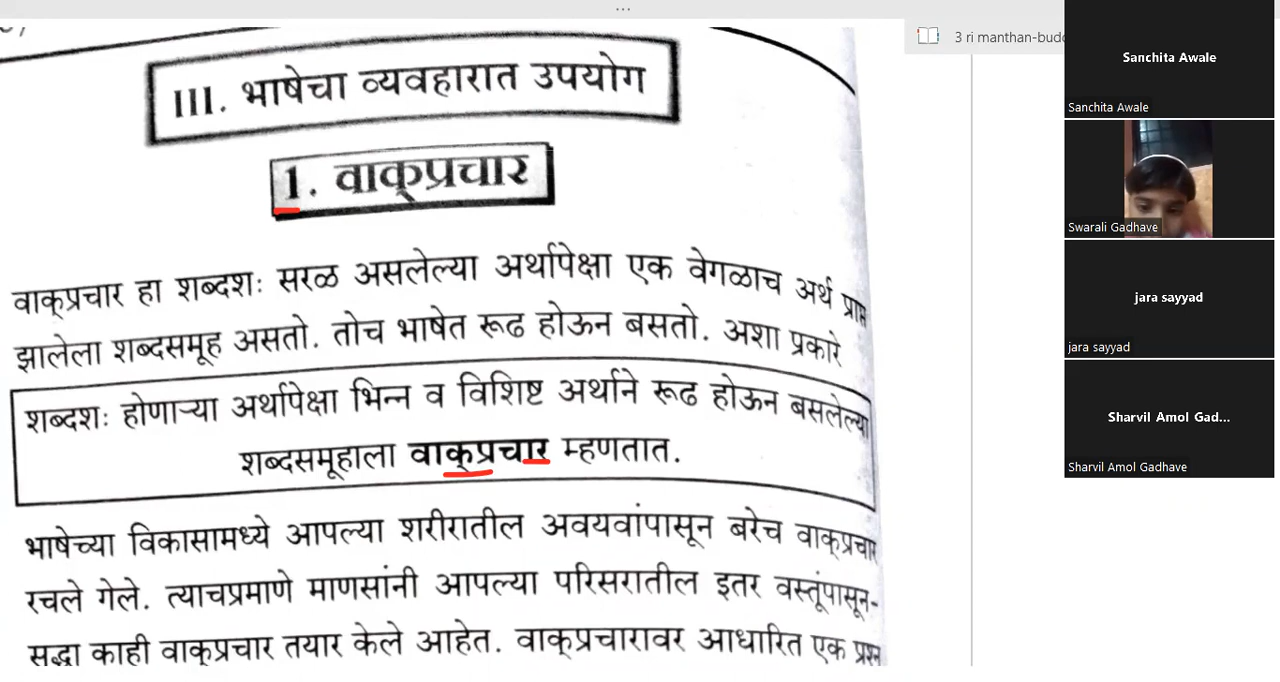 ...
3 ri manthan-budd
III. भाषेचा व्यवहारात उपयोग
1. वाक्‌प्रचार
वाक्‌प्रचार हा शब्दशः सरळ असलेल्या अर्थापेक्षा एक वेगळाच अर्थ प्राप्त
झालेला शब्दसमूह असतो. तोच भाषेत रूढ होऊन बसतो. अशा प्रकारे
शब्दशः होणाऱ्या अर्थापेक्षा भिन्न व विशिष्ट अर्थाने रूढ होऊन बसलेल्या
शब्दसमूहाला वाक्‌प्रचार म्हणतात.
भाषेच्या विकासामध्ये आपल्या शरीरातील अवयवांपासून बरेच वाक्‌प्रचार
रचले गेले. त्याचप्रमाणे माणसांनी आपल्या परिसरातील इतर वस्तूंपासून-
सुद्धा काही वाक्‌प्रचार तयार केले आहेत. वाक्‌प्रचारावर आधारित एक प्रश्न
Sanchita Awale
Sanchita Awale
Swarali Gadhave
jara sayyad
jara sayyad
Sharvil Amol Gad...
Sharvil Amol Gadhave